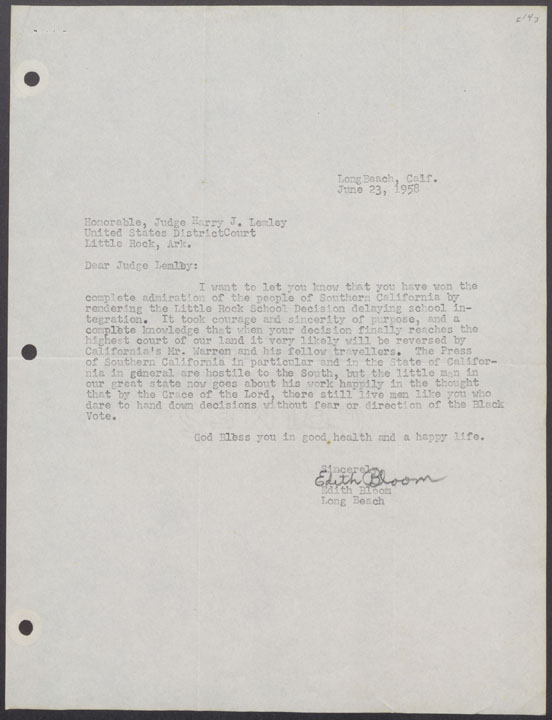 2143
Long Beach, Calif.
June 23, 1958
Honorable, Judge Harry J. Lemley
United States DistrictCourt
Little Rock, Ark.
Dear Judge Lemlby:
I want to let you know that you have won the
complete admiration of the people of Southern California by
rendering the Little Rock School Decision delaying school in-
tegration. It took courage and sincerity of purpose, and a
complete knowledge that when your decision finally reaches the
highest court of our land it very likely will be reversed by
California's Mr. Warren and his fellow travellers. The Press
of Southern California in particular and in the State of Califor-
nia in general are hostile to the South, but the little man in
our great state now goes about his work happily in the thought
that by the Grace of the Lord, there still live men like you who
dare to hand down decisions without fear or direction of the Black
Vote.
God Bless you in good health and a happy life.
Sincerel
Edith Bloom
Edith Bloom
Long Beach